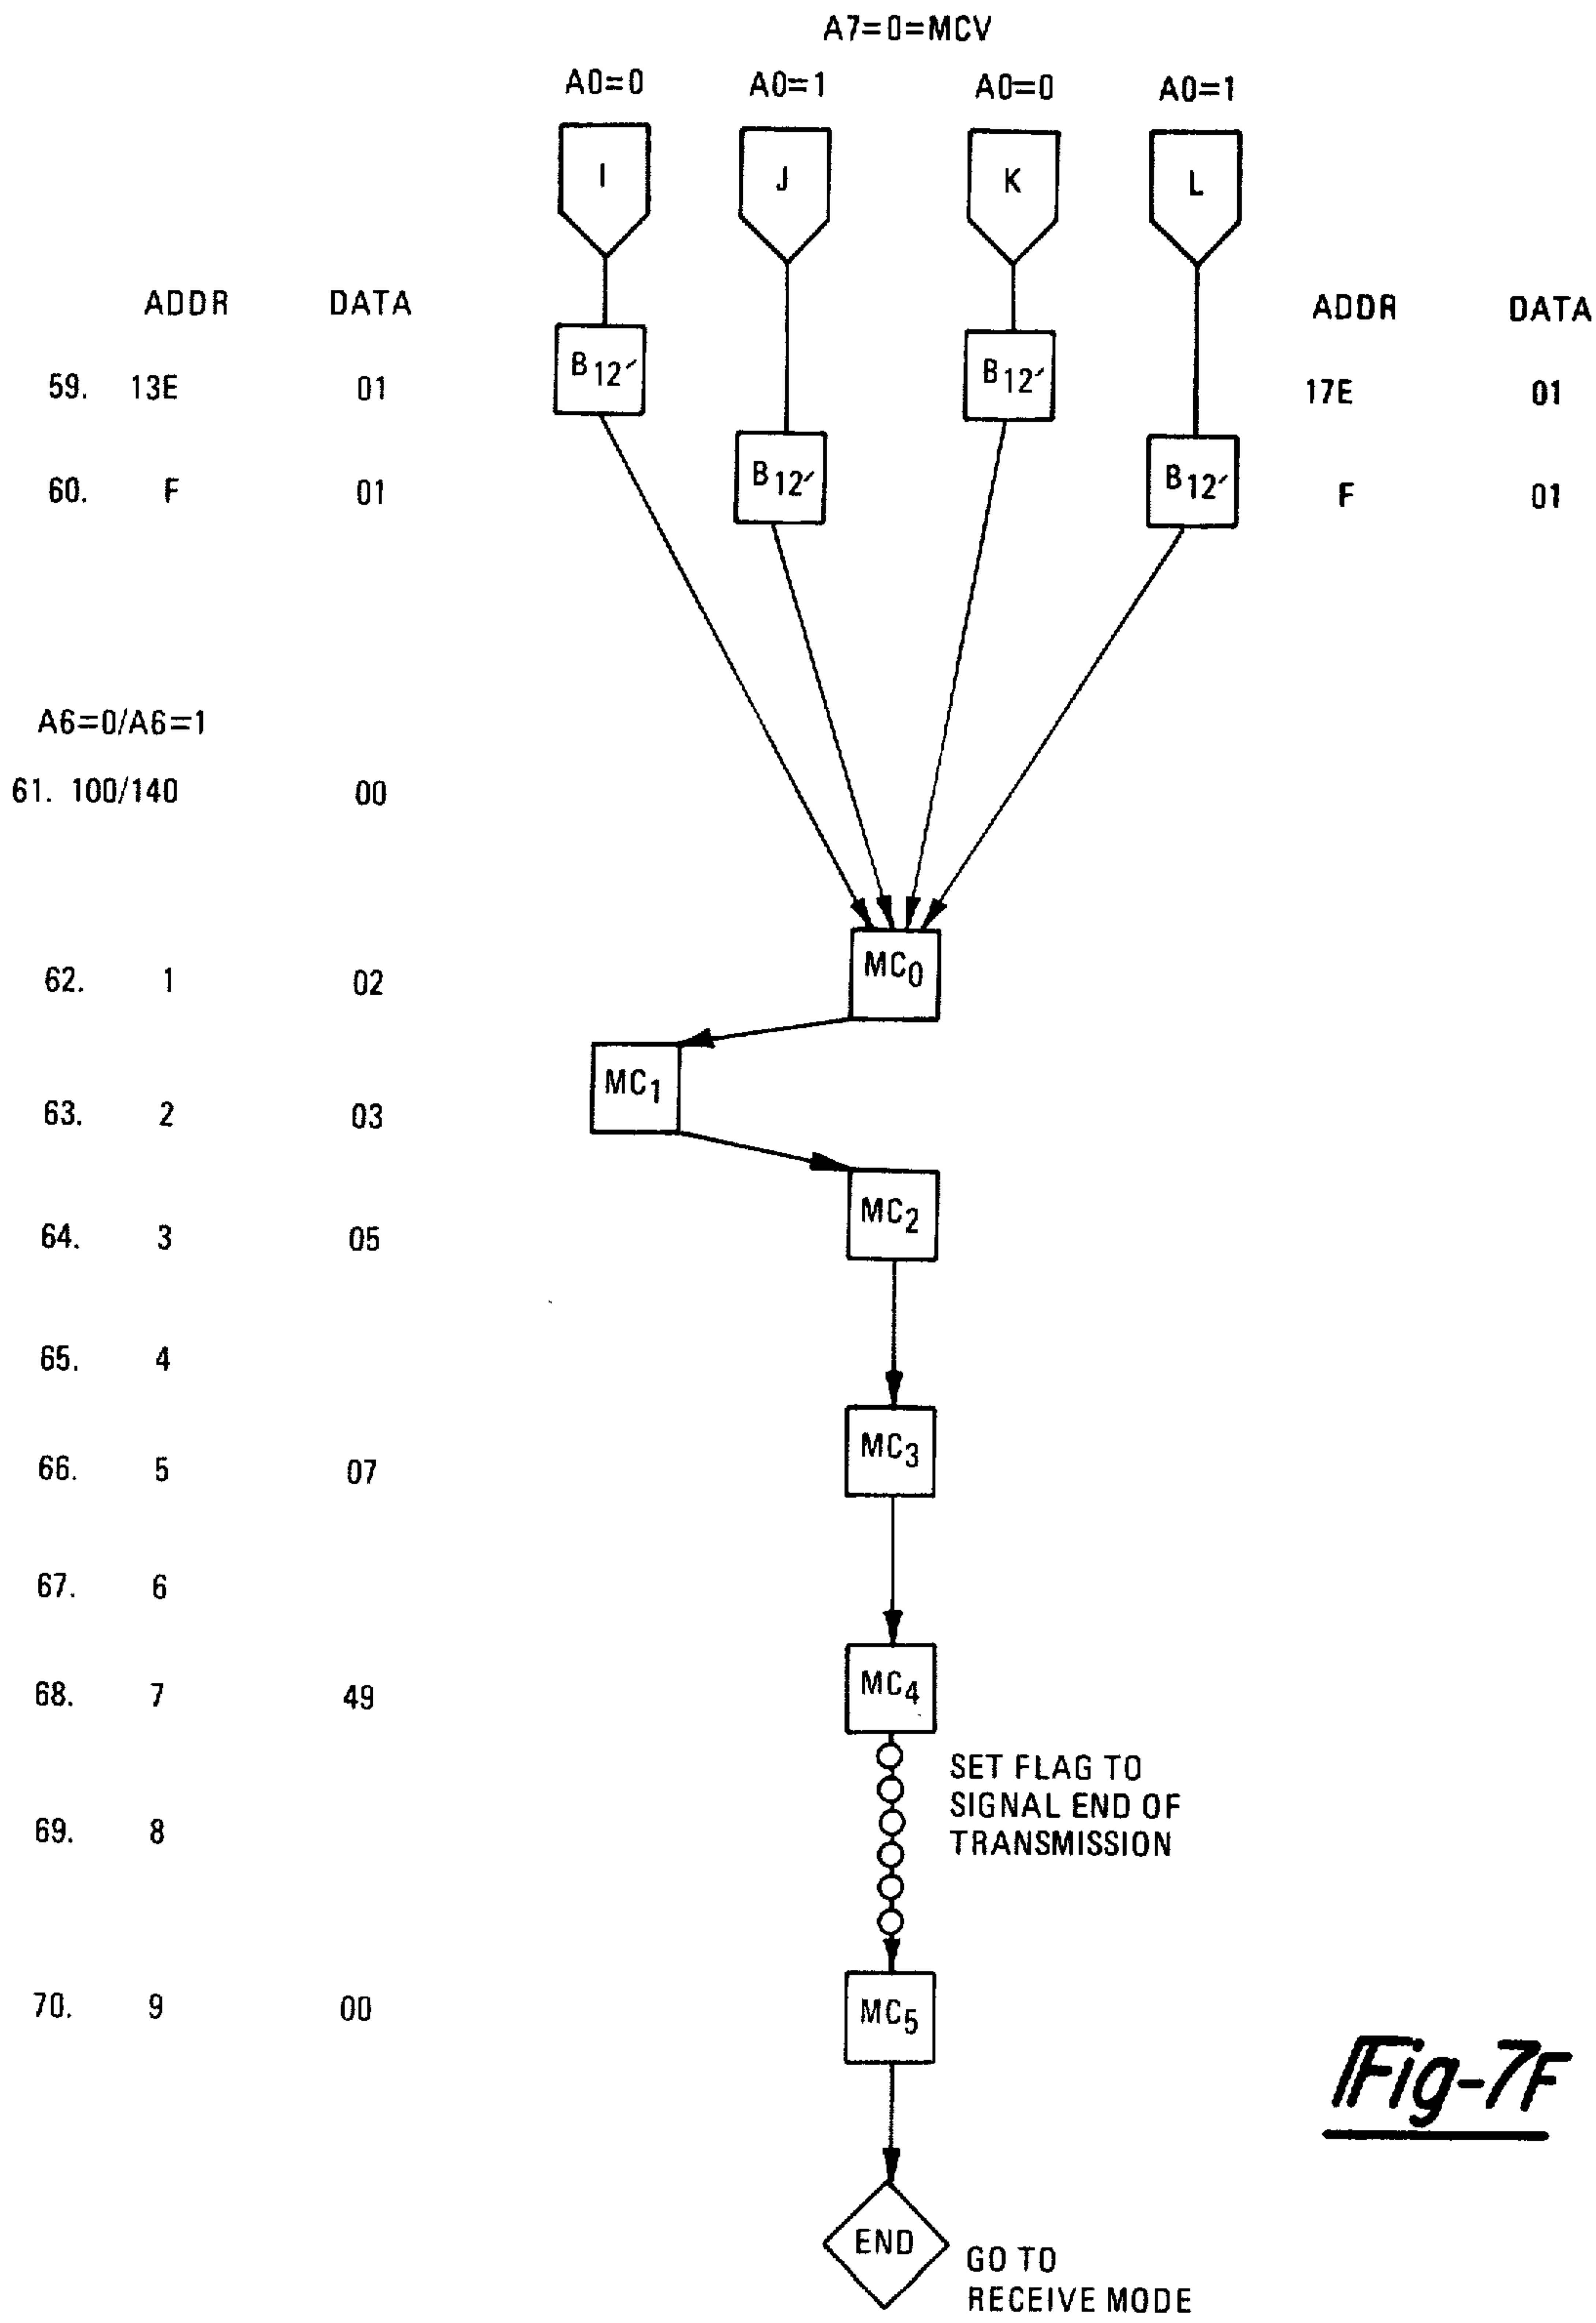 A7=0=MCV
A0=0 A0=1 A0=0 A0=1
I J K L
ADDR DATA ADDR DATA
59. 13E 01 B12′ B12′ 17E 01
60. F 01 B12′ B12′ F 01
A6=0/A6=1
61. 100/140 00
62. 1 02 MC0
MC1
63. 2 03
MC2
64. 3 05
65. 4
MC3
66. 5 07
67. 6
68. 7 49 MC4
SET FLAG TO
SIGNAL END OF
69. 8
TRANSMISSION
70. 9 00 MC5
Fig-7F
END
GO TO
RECEIVE MODE